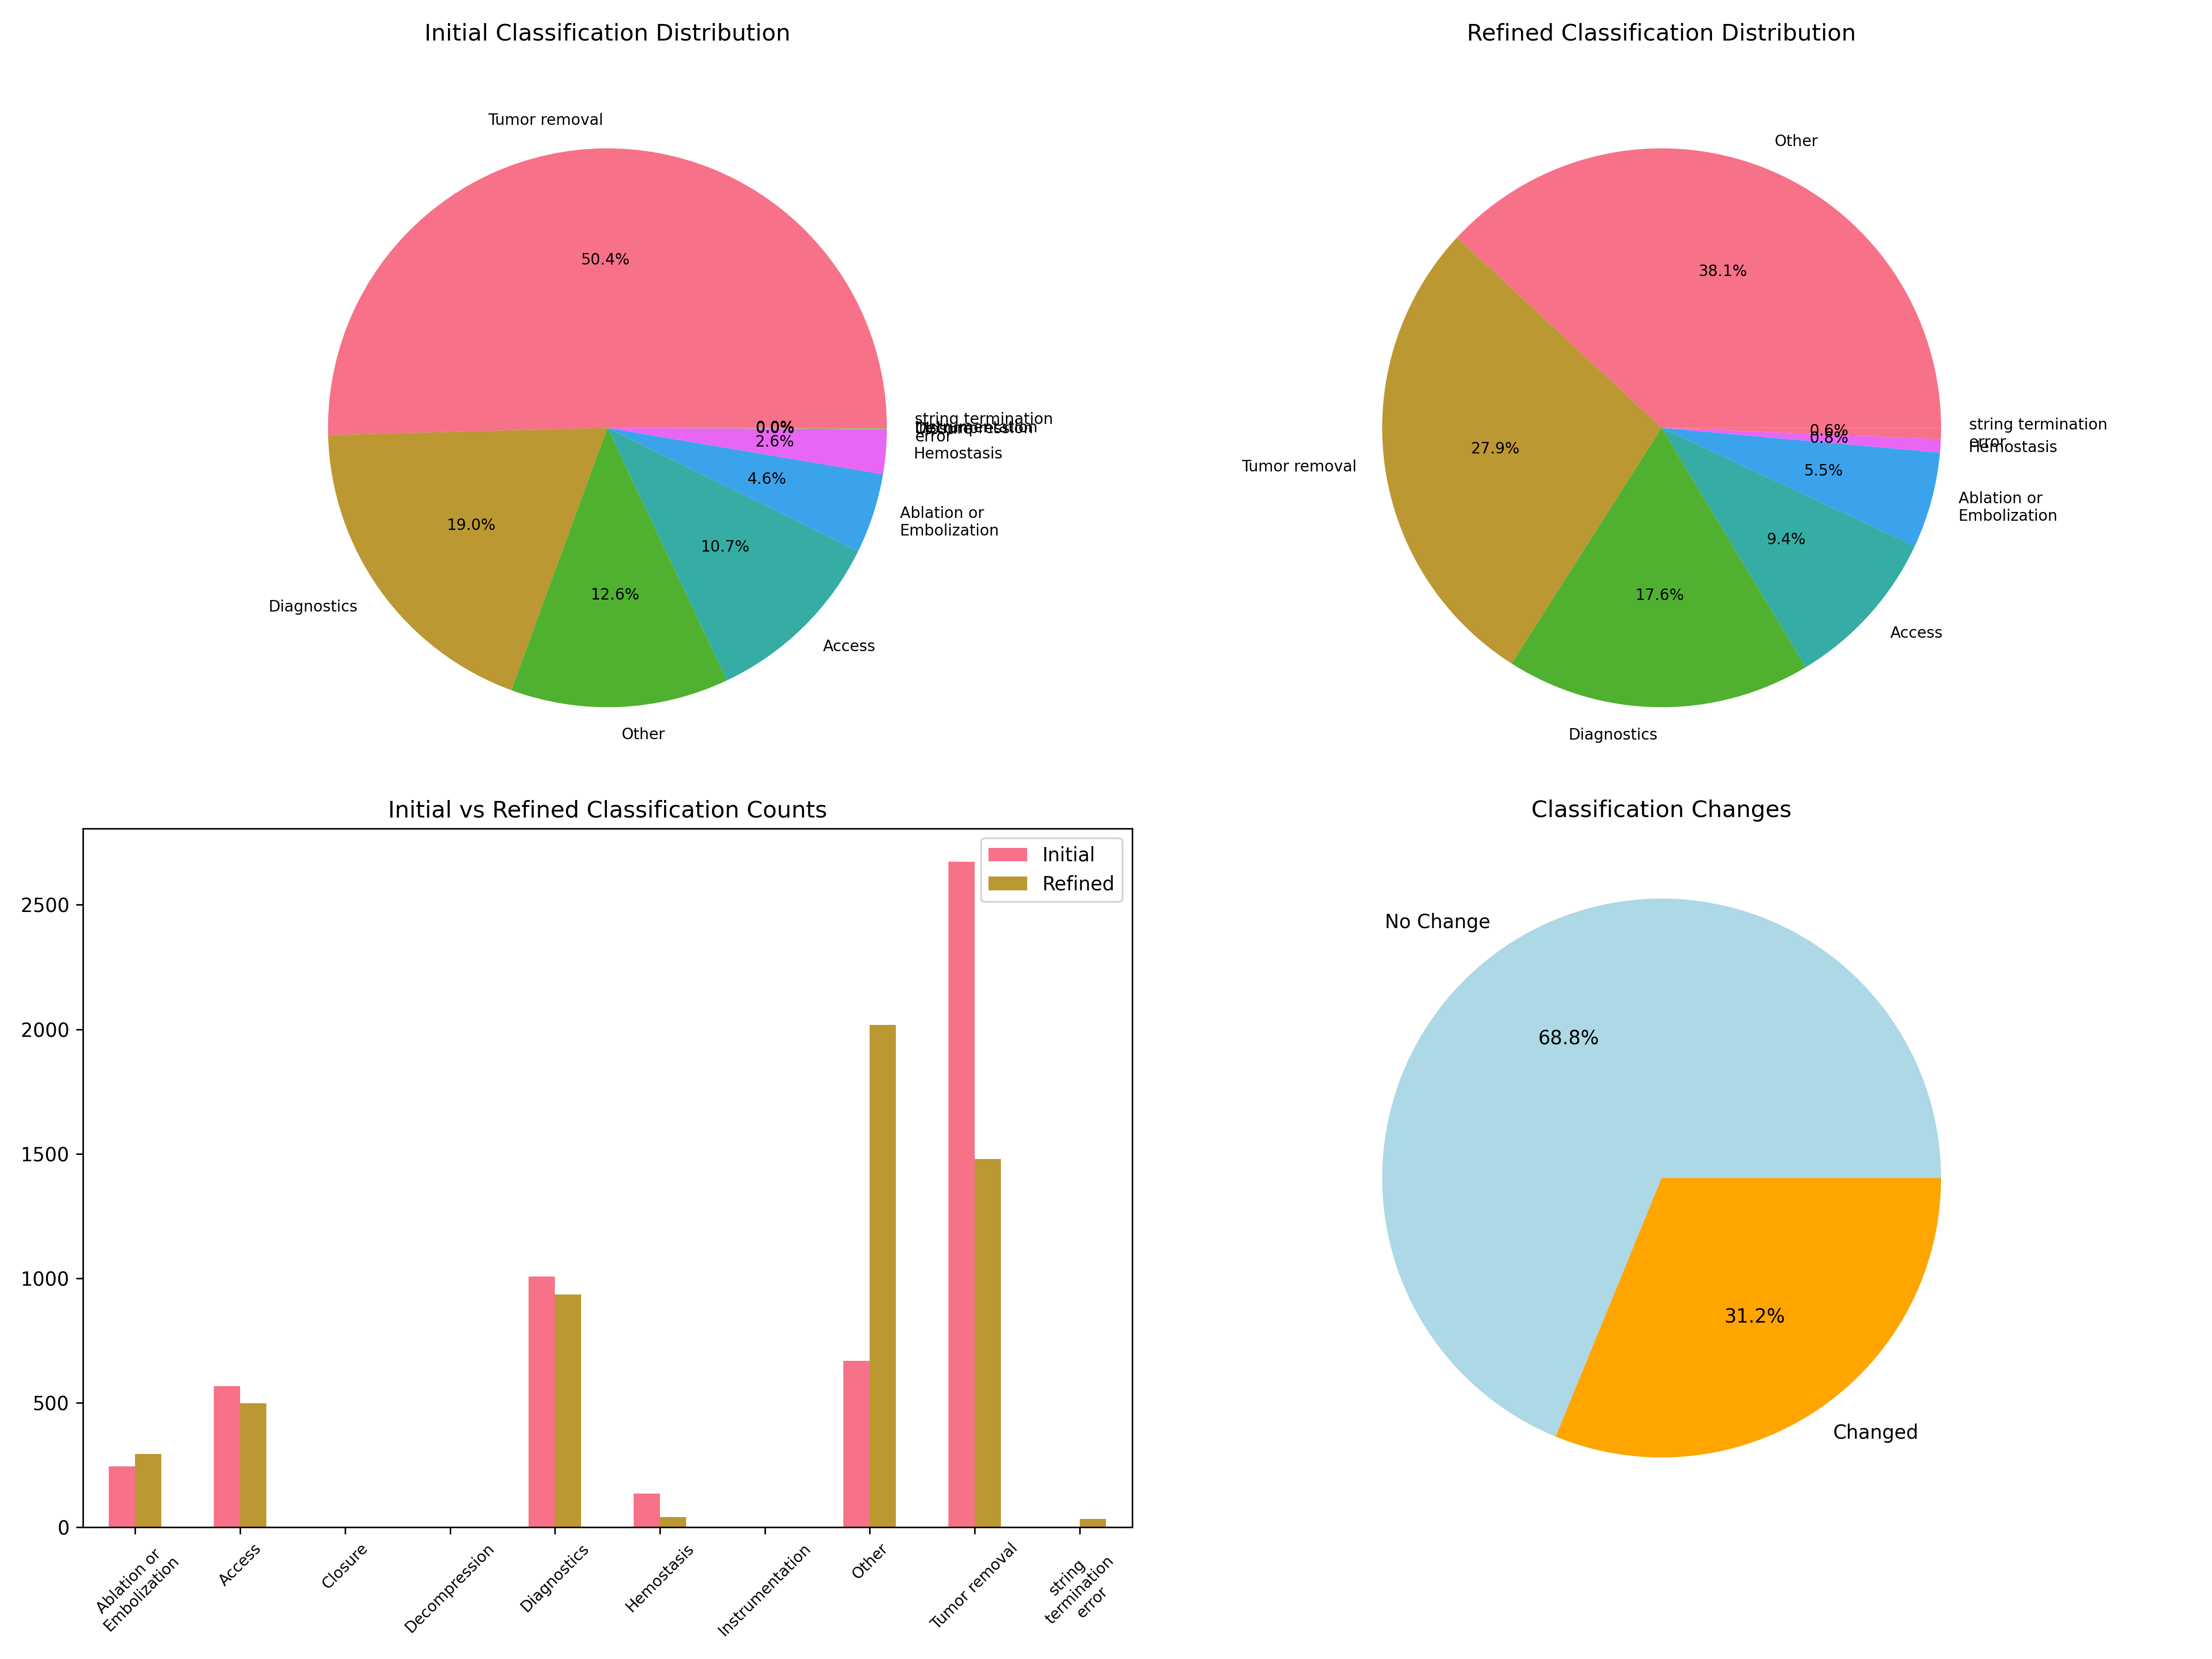 Initial Classification Distribution
Tumor removal
50.4%
0.0%
2.6%
string termination
error
Hemostasis
4.6%
Ablation or
Embolization
19.0%
10.7%
12.6%
Diagnostics
Access
Other
Refined Classification Distribution
Other
38.1%
27.9%
Tumor removal
0.6%
0.8%
string termination
error
Hemostasis
5.5%
Ablation or
Embolization
9.4%
17.6%
Access
Diagnostics
Initial vs Refined Classification Counts
Initial
Refined
2500
2000
1500
1000
500
0
Ablation or
Embolization
Access
Closure
Decompression
Diagnostics
Hemostasis
Instrumentation
Other
Tumor removal
string
termination
error
Classification Changes
No Change
68.8%
31.2%
Changed